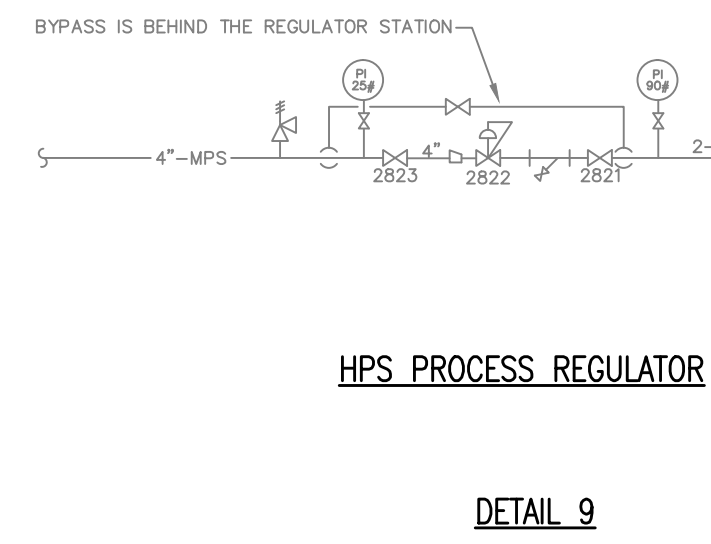 BYPASS IS BEHIND THE REGULATOR STATION
PI
25#
PI
90#
4"-MPS
4"
2-
2823
2822
2821
HPS PROCESS REGULATOR
DETAIL 9